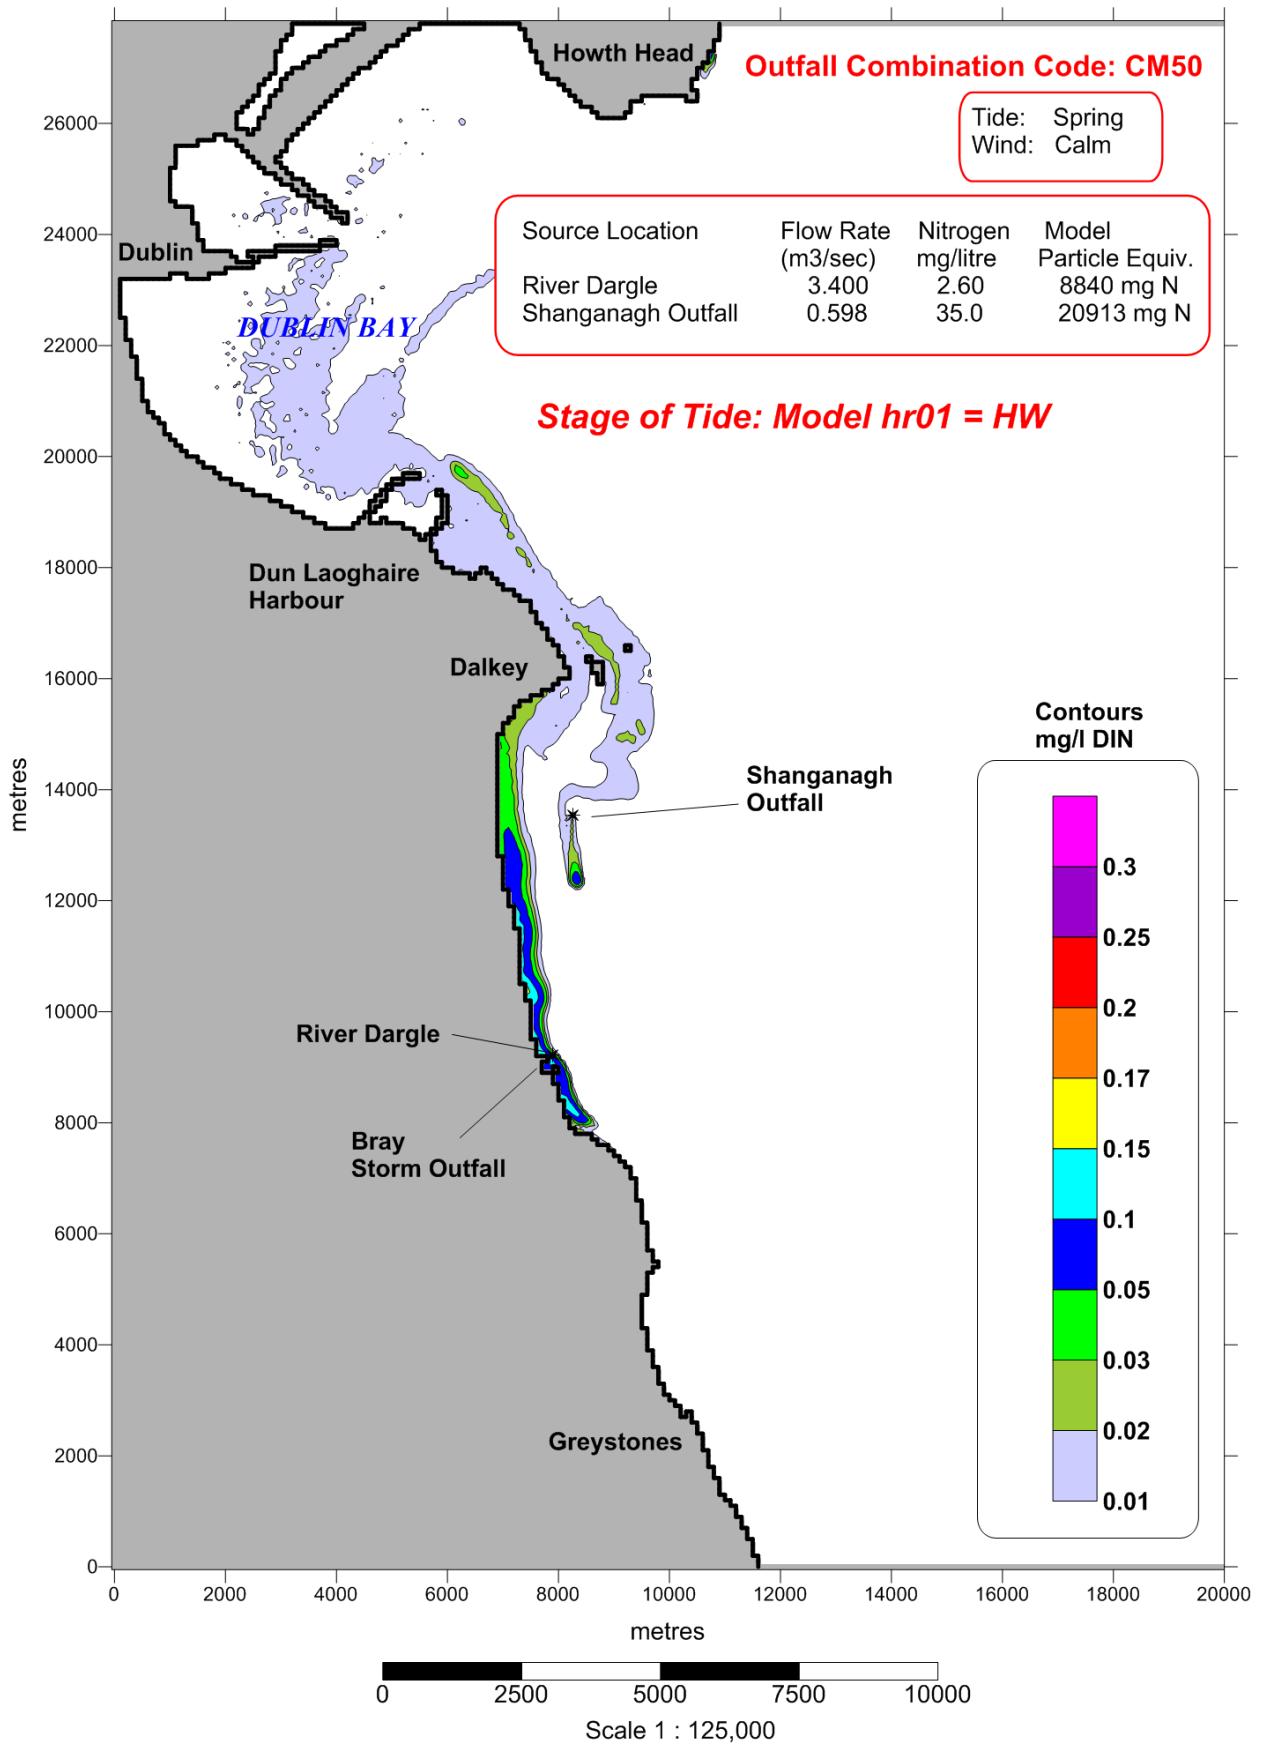 Howth Head
Outfall Combination Code: CM50
Tide: Spring
Wind: Calm
Source Location Flow Rate Nitrogen Model
(m3/sec) mg/litre Particle Equiv.
River Dargle 3.400 2.60 8840 mg N
Shanganagh Outfall 0.598 35.0 20913 mg N
Dublin
DUBLIN BAY
Stage of Tide: Model hr01 = HW
Dun Laoghaire
Harbour
Dalkey
Shanganagh
Outfall
River Dargle
Bray
Storm Outfall
Greystones
Contours
mg/l DIN
0.3
0.25
0.2
0.17
0.15
0.1
0.05
0.03
0.02
0.01
metres
26000
24000
22000
20000
18000
16000
14000
12000
10000
8000
6000
4000
2000
0
0 2000 4000 6000 8000 10000 12000 14000 16000 18000 20000
metres
0 2500 5000 7500 10000
Scale 1 : 125,000